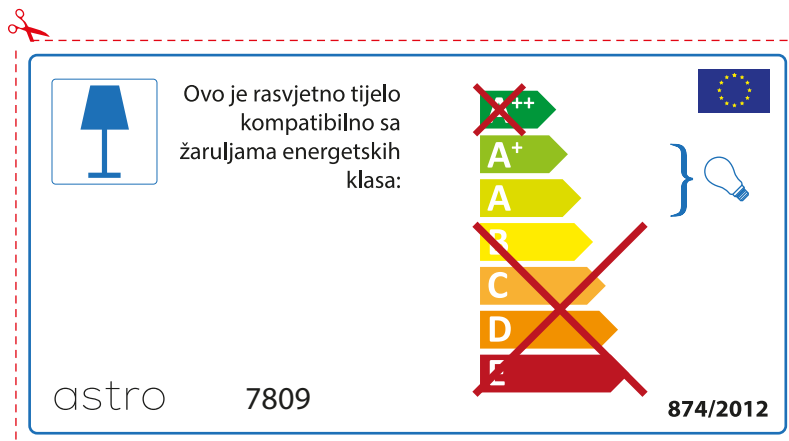 Ovo je rasvjetno tijelo
kompatibilno sa
žaruljama energetskih
klasa:
A++
A+
A
B
C
D
E
astro
7809
874/2012